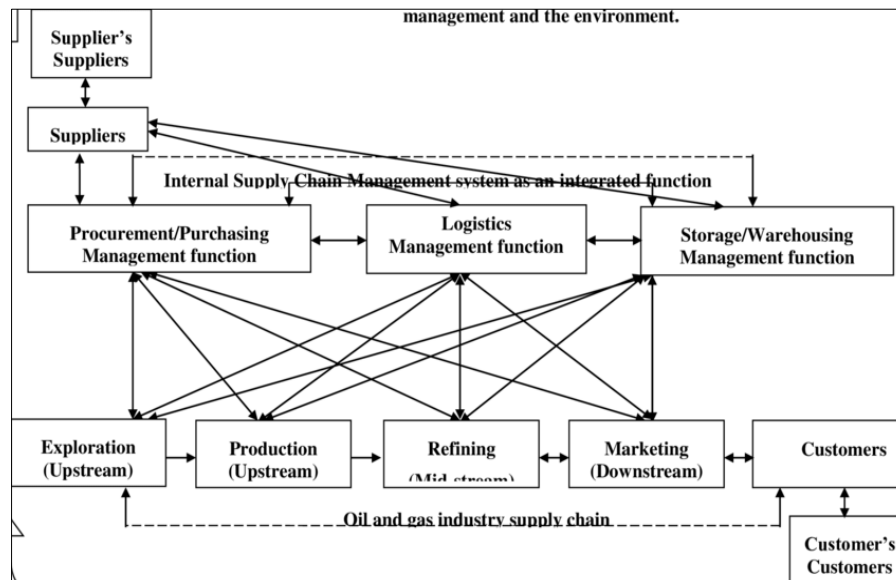 management and the environment.
Supplier's
Suppliers
Suppliers
Internal Supply Chain Management system as an integrated function
Procurement/Purchasing
Management function
Logistics
Management function
Storage/Warehousing
Management function
Exploration
(Upstream)
Production
(Upstream)
Refining
(Mid-stream)
Marketing
(Downstream)
Customers
Oil and gas industry supply chain
Customer's
Customers